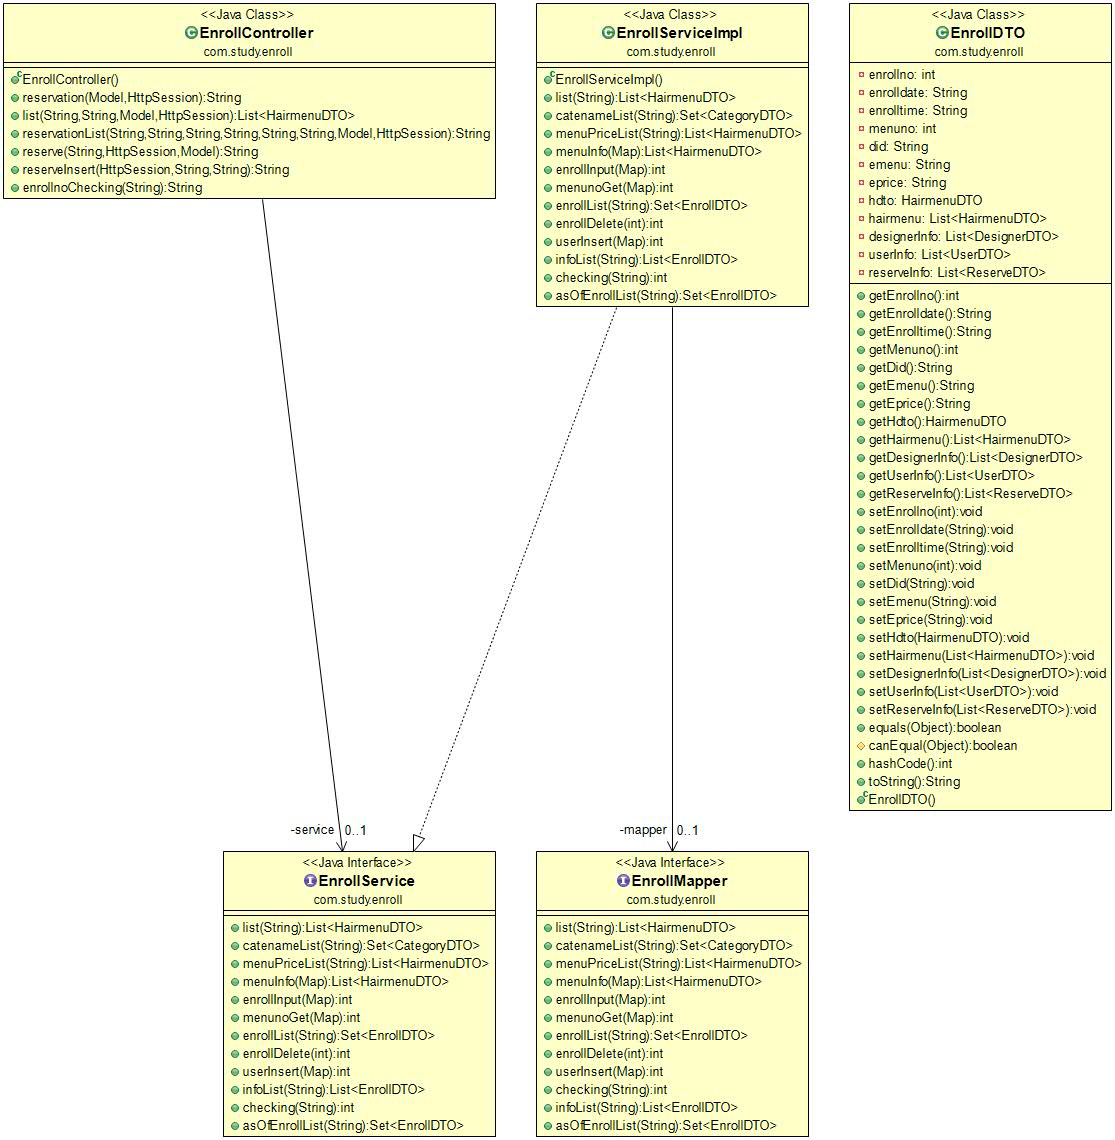 <<Java Class>>
EnrollController
com.study.enroll
EnrollController()
reservation(Model,HttpSession):String
list(String,String,Model,HttpSession):List<HairmenuDTO>
reservationList(String,String,String,String,String,String,Model,HttpSession):String
reserve(String,HttpSession,Model):String
reserveInsert(HttpSession,String,String):String
enrollnoChecking(String):String
<<Java Class>>
EnrollServiceImpl
com.study.enroll
EnrollServiceImpl()
list(String):List<HairmenuDTO>
catenameList(String):Set<CategoryDTO>
menuPriceList(String):List<HairmenuDTO>
menuInfo(Map):List<HairmenuDTO>
enrollInput(Map):int
menunoGet(Map):int
enrollList(String):Set<EnrollDTO>
enrollDelete(int):int
userInsert(Map):int
infoList(String):List<EnrollDTO>
checking(String):int
asOfEnrollList(String):Set<EnrollDTO>
<<Java Class>>
EnrollDTO
com.study.enroll
enrollno: int
enrolldate: String
enrolltime: String
menuno: int
did: String
emenu: String
eprice: String
hdto: HairmenuDTO
hairmenu: List<HairmenuDTO>
designerInfo: List<DesignerDTO>
userInfo: List<UserDTO>
reserveInfo: List<ReserveDTO>
getEnrollno():int
getEnrolldate():String
getEnrolltime():String
getMenuno():int
getDid():String
getEmenu():String
getEprice():String
getHdto():HairmenuDTO
getHairmenu():List<HairmenuDTO>
getDesignerInfo():List<DesignerDTO>
getUserInfo():List<UserDTO>
getReserveInfo():List<ReserveDTO>
setEnrollno(int):void
setEnrolldate(String):void
setEnrolltime(String):void
setMenuno(int):void
setDid(String):void
setEmenu(String):void
setEprice(String):void
setHdto(HairmenuDTO):void
setHairmenu(List<HairmenuDTO>):void
setDesignerInfo(List<DesignerDTO>):void
setUserInfo(List<UserDTO>):void
setReserveInfo(List<ReserveDTO>):void
equals(Object):boolean
canEqual(Object):boolean
hashCode():int
toString():String
EnrollDTO()
-service 0..1
-mapper 0..1
<<Java Interface>>
EnrollService
com.study.enroll
list(String):List<HairmenuDTO>
catenameList(String):Set<CategoryDTO>
menuPriceList(String):List<HairmenuDTO>
menuInfo(Map):List<HairmenuDTO>
enrollInput(Map):int
menunoGet(Map):int
enrollList(String):Set<EnrollDTO>
enrollDelete(int):int
userInsert(Map):int
infoList(String):List<EnrollDTO>
checking(String):int
asOfEnrollList(String):Set<EnrollDTO>
<<Java Interface>>
EnrollMapper
com.study.enroll
list(String):List<HairmenuDTO>
catenameList(String):Set<CategoryDTO>
menuPriceList(String):List<HairmenuDTO>
menuInfo(Map):List<HairmenuDTO>
enrollInput(Map):int
menunoGet(Map):int
enrollList(String):Set<EnrollDTO>
enrollDelete(int):int
userInsert(Map):int
checking(String):int
infoList(String):List<EnrollDTO>
asOfEnrollList(String):Set<EnrollDTO>